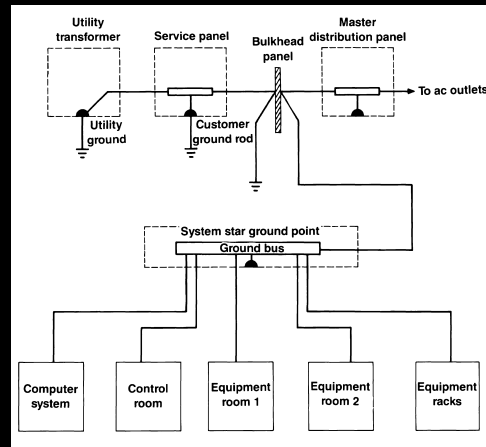 Utility
transformer
Service panel
Bulkhead
panel
Master
distribution panel
To ac outlets
Utility
ground
Customer
ground rod
System star ground point
Ground bus
Computer
system
Control
room
Equipment
room 1
Equipment
room 2
Equipment
racks